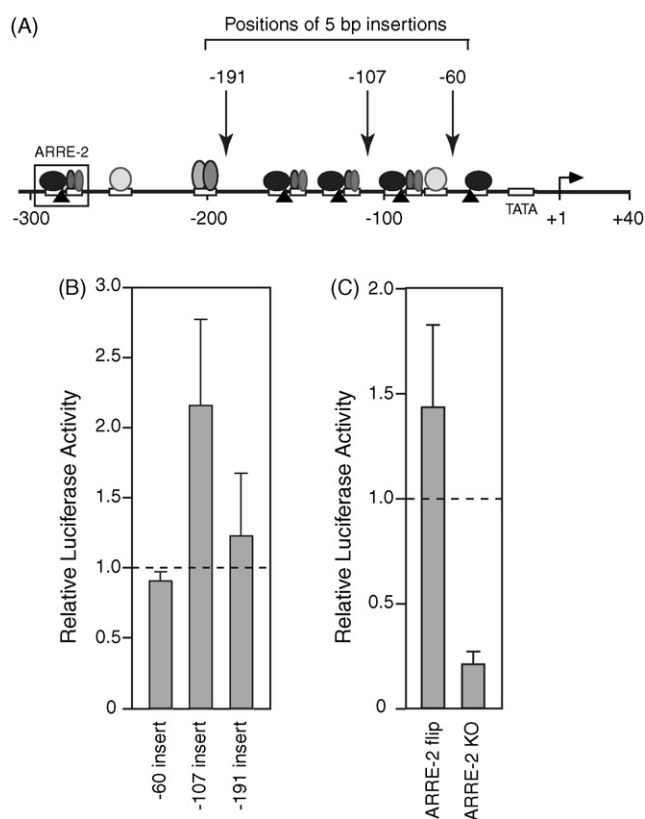 (A)
Positions of 5 bp insertions
-191 -107 -60
ARRE-2
TATA
-300 -200 -100 +1 +40
(B)
Relative Luciferase Activity
3.0
2.5
2.0
1.5
1.0
0.5
0
-60 insert
-107 insert
-191 insert
(C)
Relative Luciferase Activity
2.0
1.5
1.0
0.5
0
ARRE-2 flip
ARRE-2 KO